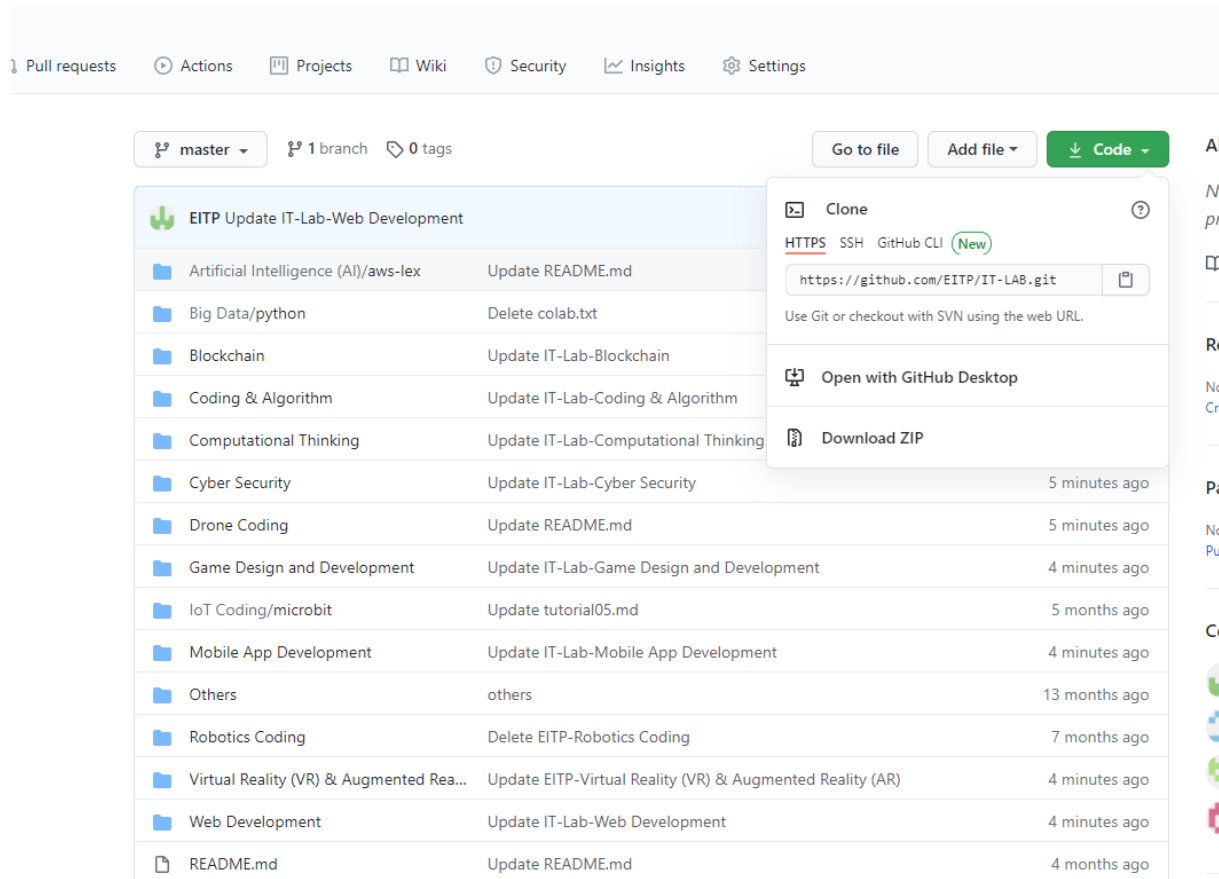 Pull requests Actions Projects Wiki Security Insights Settings
master 1 branch 0 tags Go to file Add file Code
EITP Update IT-Lab-Web Development
Clone
HTTPS SSH GitHub CLI New
https://github.com/EITP/IT-LAB.git
Use Git or checkout with SVN using the web URL.
Open with GitHub Desktop
Download ZIP
Artificial Intelligence (AI)/aws-lex Update README.md
Big Data/python Delete colab.txt
Blockchain Update IT-Lab-Blockchain
Coding & Algorithm Update IT-Lab-Coding & Algorithm
Computational Thinking Update IT-Lab-Computational Thinking
Cyber Security Update IT-Lab-Cyber Security 5 minutes ago
Drone Coding Update README.md 5 minutes ago
Game Design and Development Update IT-Lab-Game Design and Development 4 minutes ago
IoT Coding/microbit Update tutorial05.md 5 months ago
Mobile App Development Update IT-Lab-Mobile App Development 4 minutes ago
Others others 13 months ago
Robotics Coding Delete EITP-Robotics Coding 7 months ago
Virtual Reality (VR) & Augmented Rea... Update EITP-Virtual Reality (VR) & Augmented Reality (AR) 4 minutes ago
Web Development Update IT-Lab-Web Development 4 minutes ago
README.md Update README.md 4 months ago